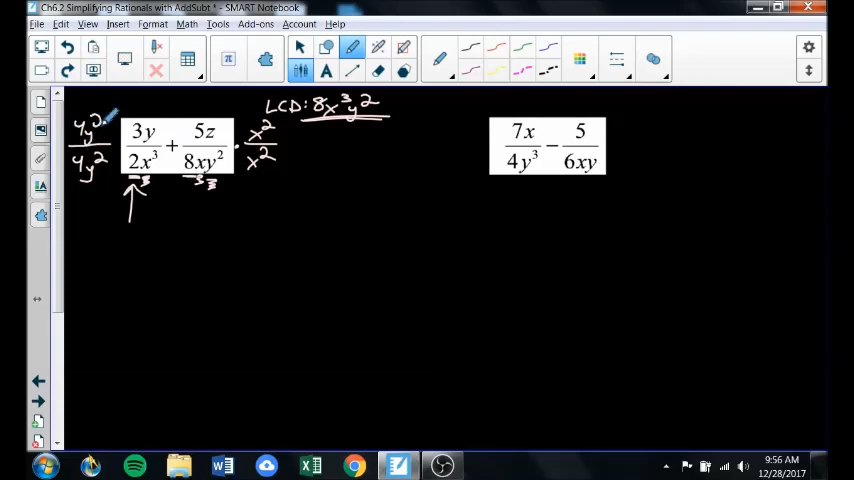 Ch6.2 Simplifying Rationals with AddSubt * - SMART Notebook
File Edit View Insert Format Math Tools Add-ons Account Help
LCD: 8x³y²
4y² · 3y + 5z · x²
4y² 2x³ 8xy² x²
7x − 5
4y³ 6xy
9:56 AM
12/28/2017